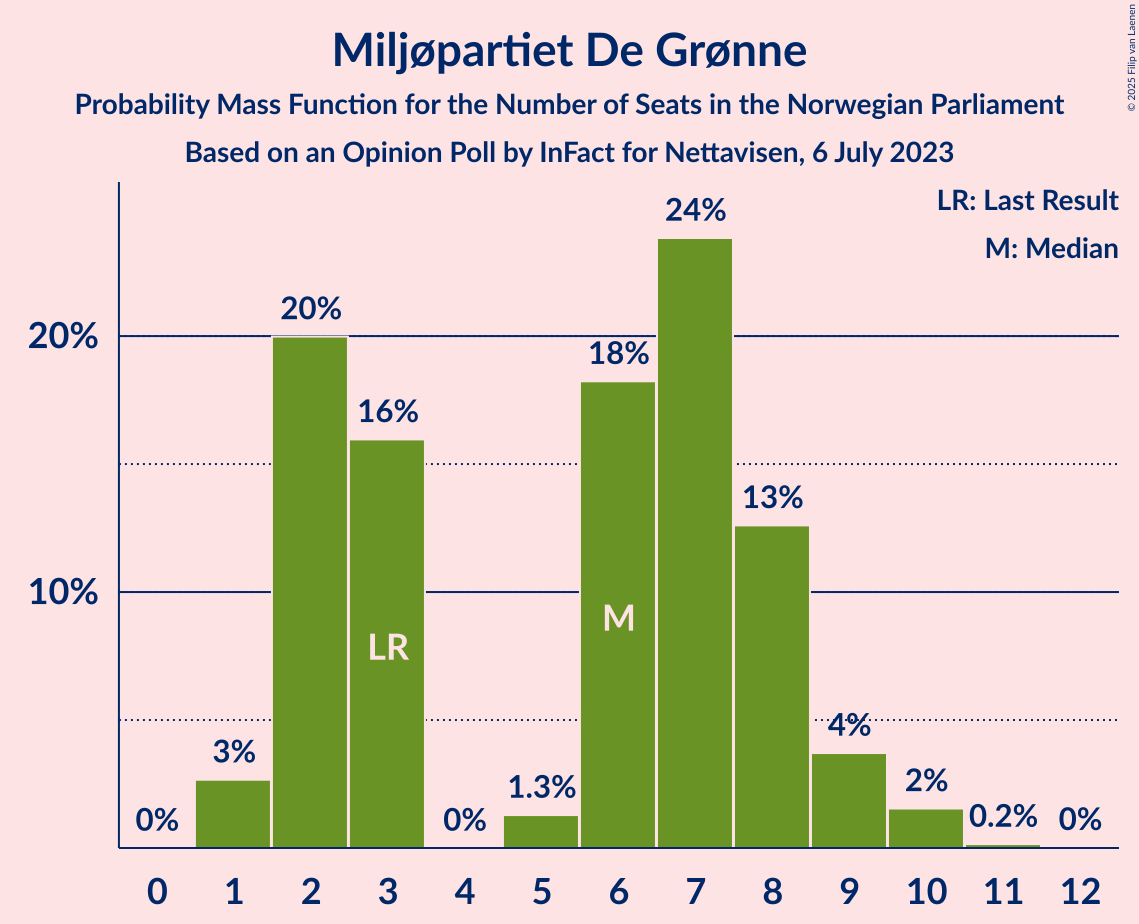 Miljøpartiet De Grønne
Probability Mass Function for the Number of Seats in the Norwegian Parliament
Based on an Opinion Poll by InFact for Nettavisen, 6 July 2023
© 2025 Filip van Laenen
LR: Last Result
M: Median
20%
10%
0%
3%
20%
16%
0%
1.3%
18%
24%
13%
4%
2%
0.2%
0%
LR
M
0 1 2 3 4 5 6 7 8 9 10 11 12